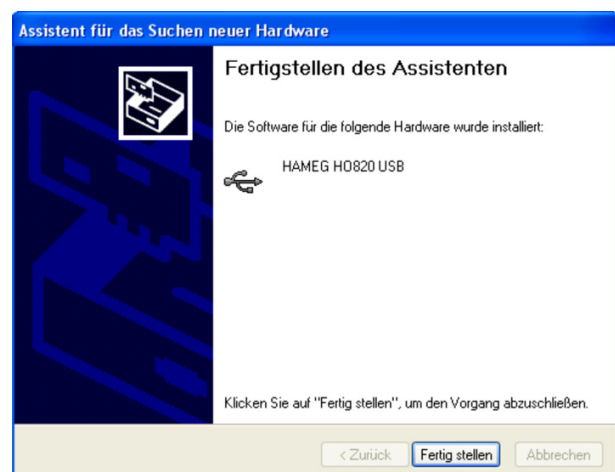 Assistent für das Suchen neuer Hardware
Fertigstellen des Assistenten
Die Software für die folgende Hardware wurde installiert:
HAMEG HO820 USB
Klicken Sie auf "Fertig stellen", um den Vorgang abzuschließen.
< Zurück Fertig stellen Abbrechen